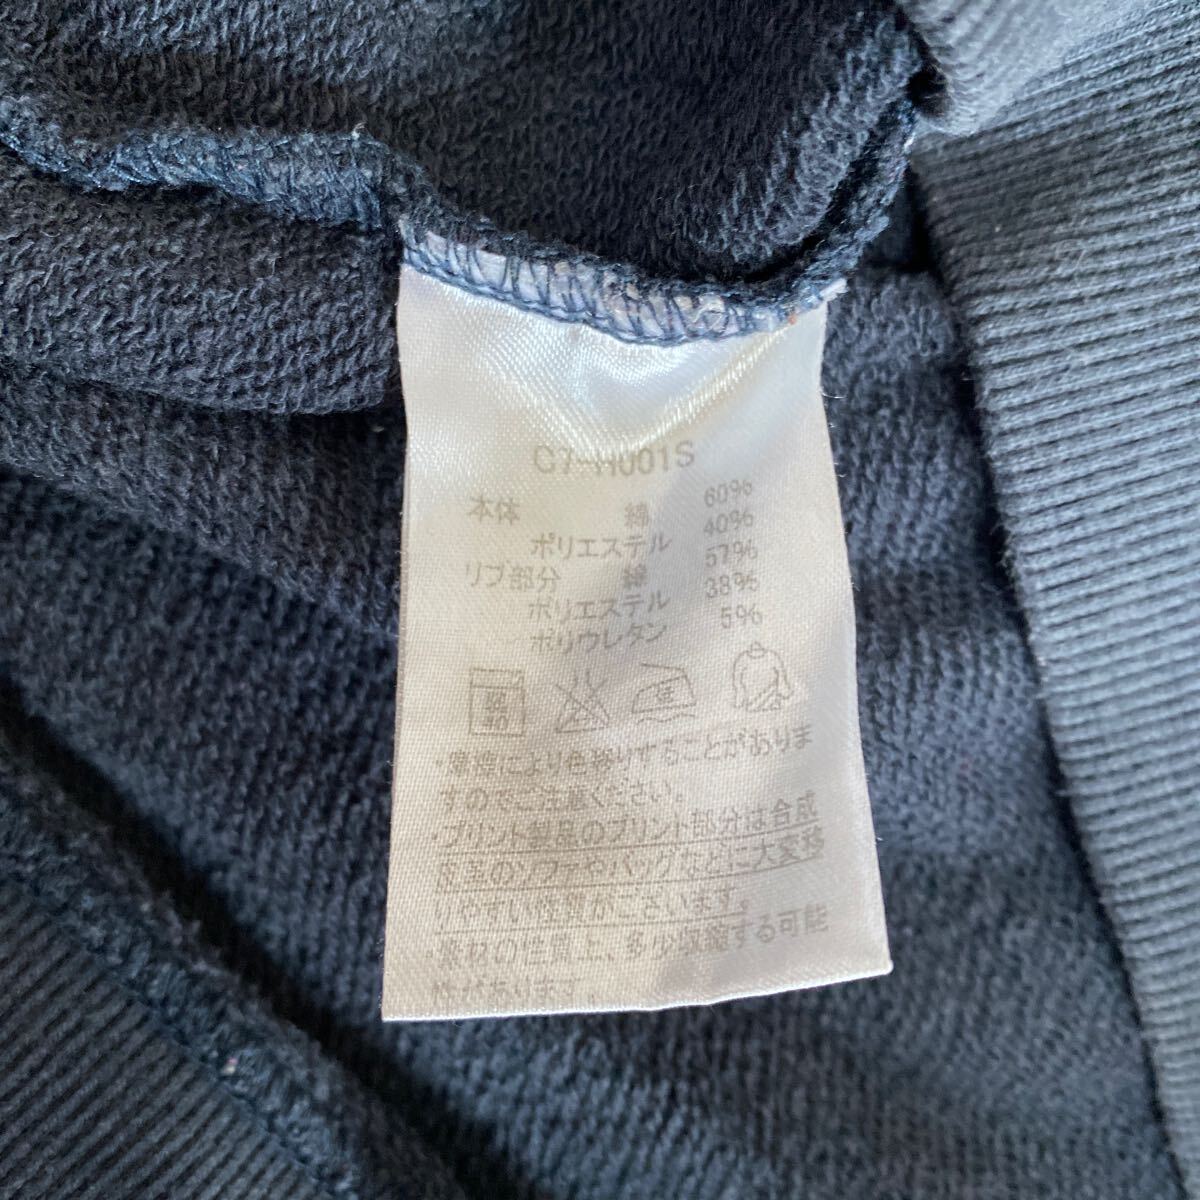 C7-H001S
本体 綿 60%
ポリエステル 40%
リブ部分 綿 57%
ポリエステル 38%
ポリウレタン 5%
・摩擦により色移りすることがありま
すのでご注意ください。
・プリント製品のプリント部分は合成
皮革のソファやバッグなどに大変移
りやすい性質がございます。
・素材の性質上、多少収縮する可能
性があります。